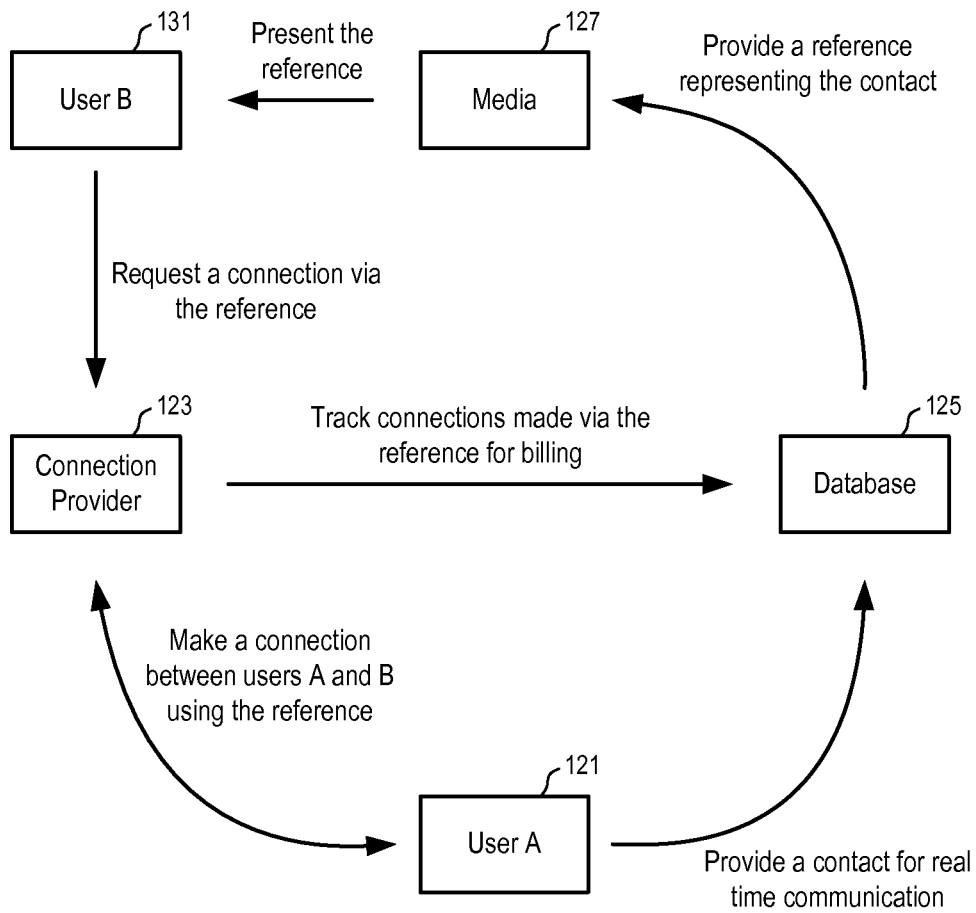 131
User B
Present the
reference
127
Media
Provide a reference
representing the contact
Request a connection via
the reference
123
Connection
Provider
Track connections made via the
reference for billing
125
Database
Make a connection
between users A and B
using the reference
121
User A
Provide a contact for real
time communication